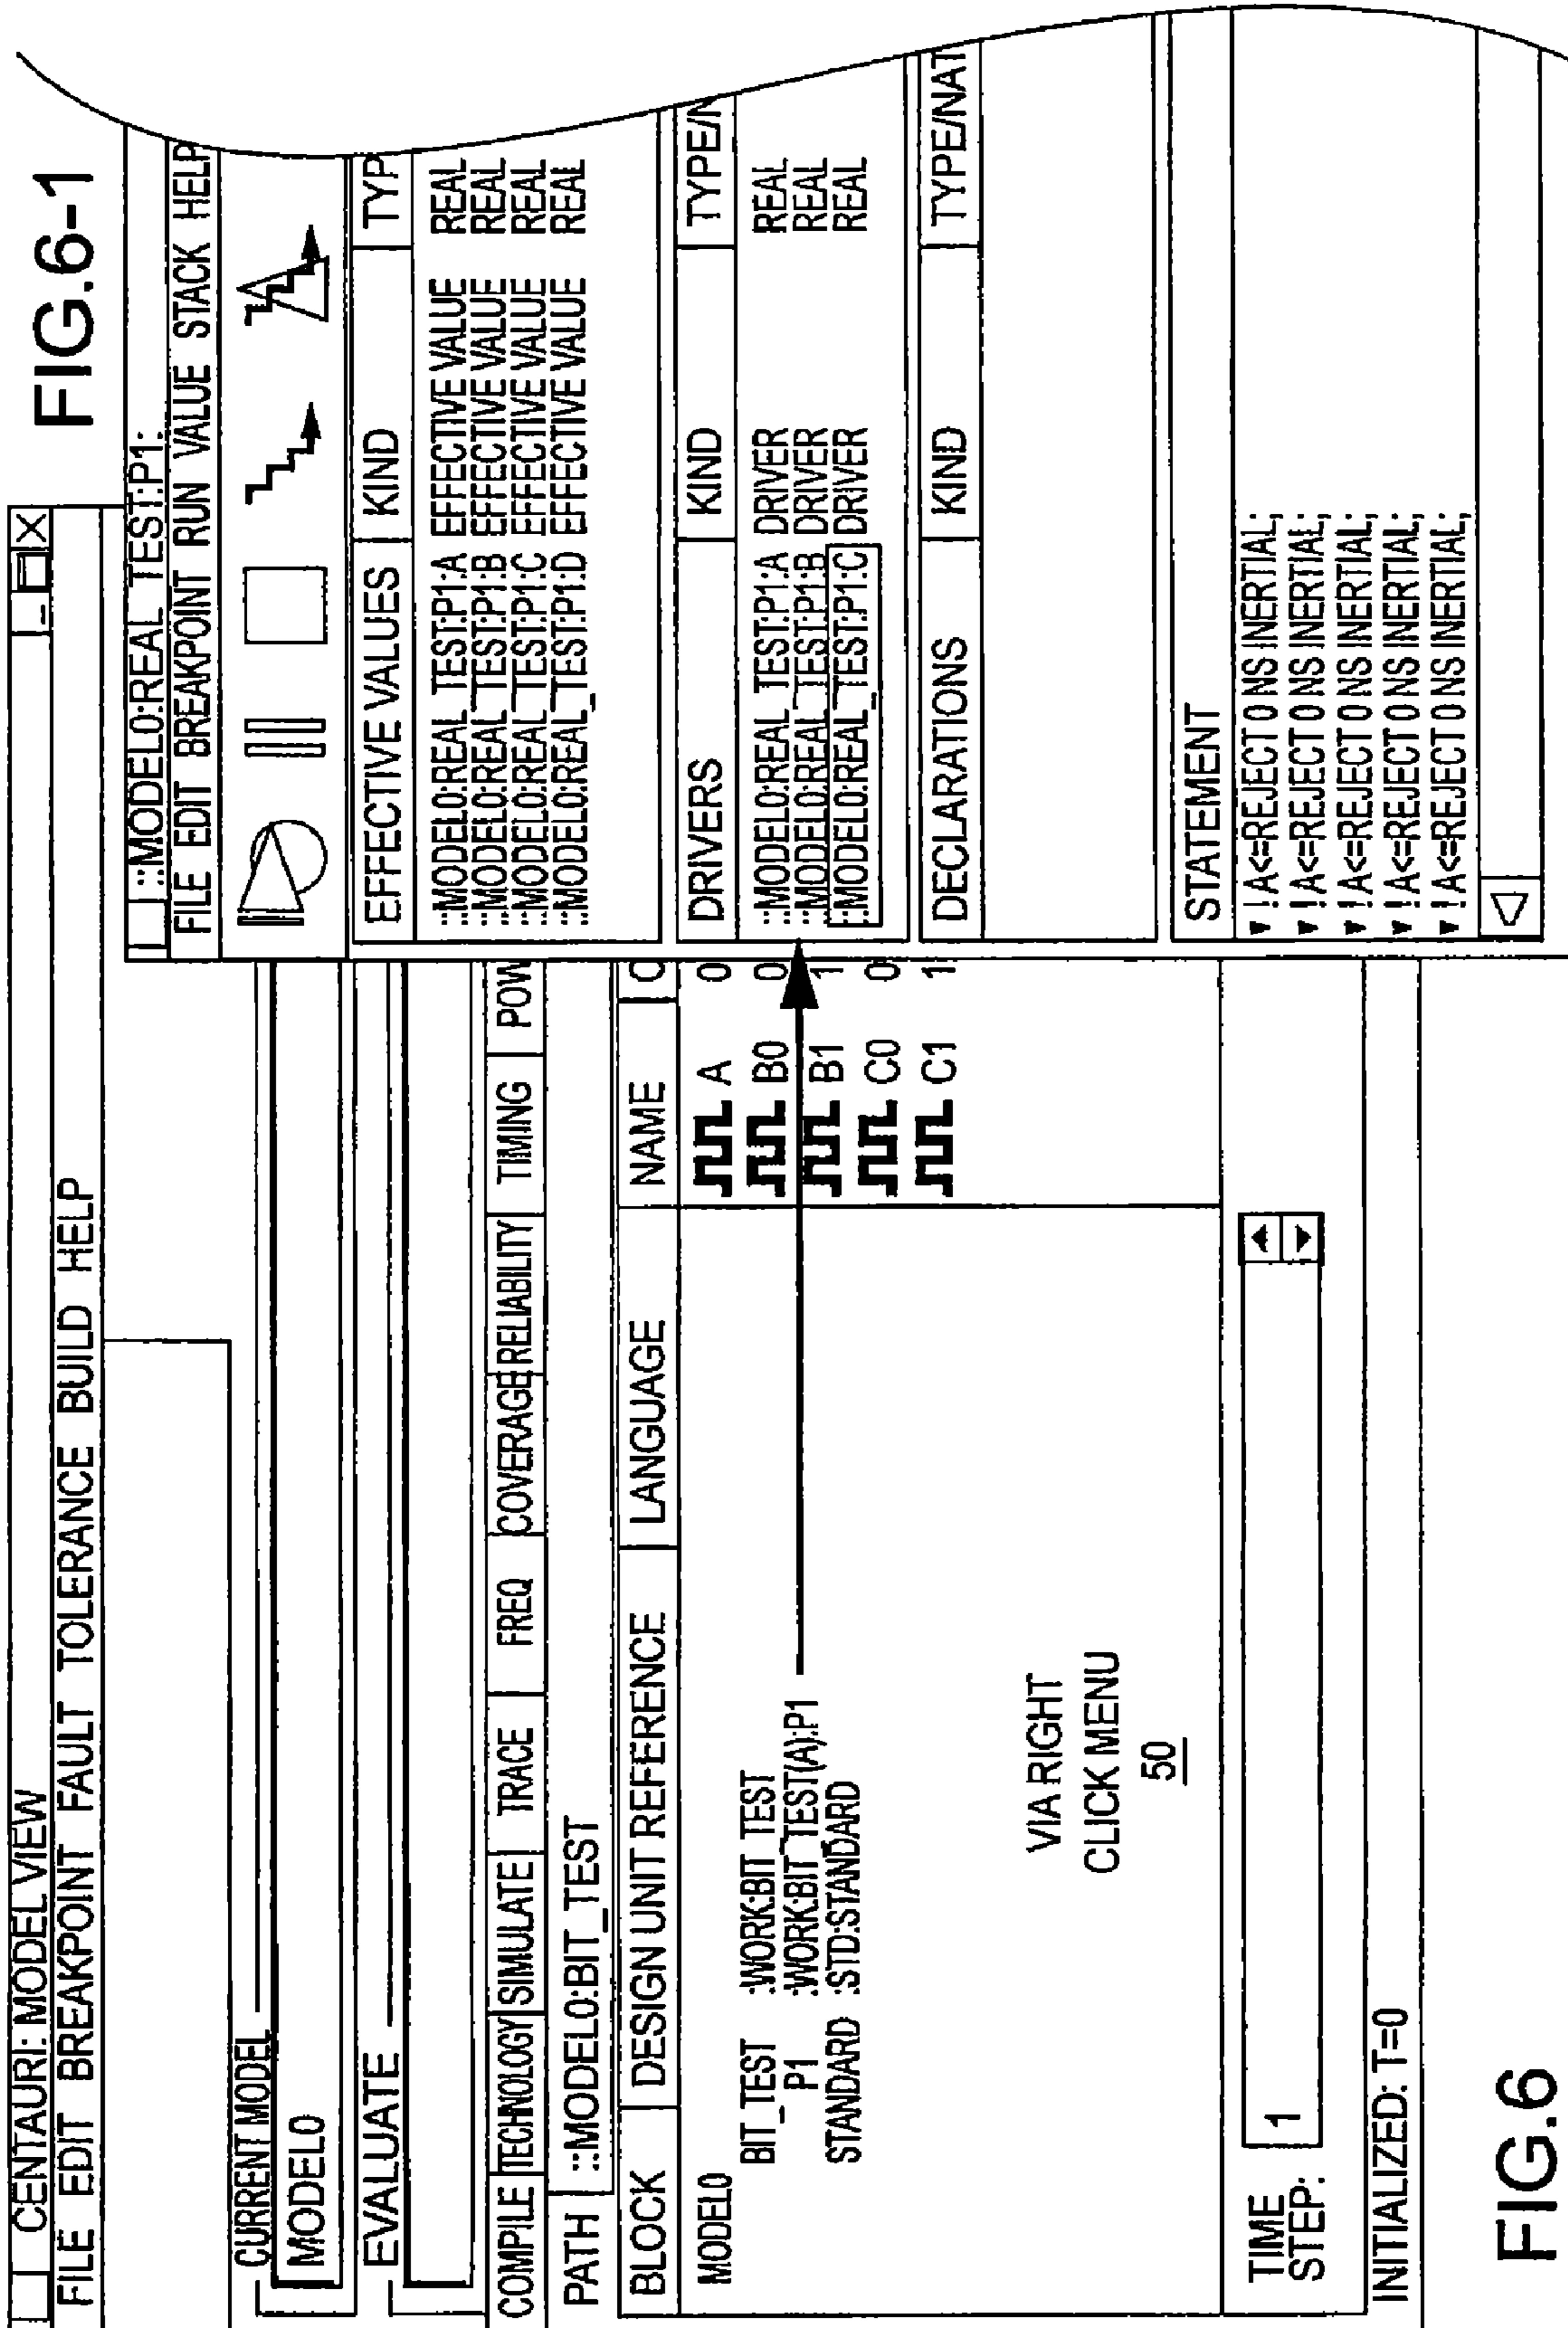 FIG.6-1
CENTAURI: MODEL VIEW
FILE EDIT BREAKPOINT FAULT TOLERANCE BUILD HELP
CURRENT MODEL
MODEL0
EVALUATE
COMPILE TECHNOLOGY SIMULATE TRACE FREQ COVERAGE RELIABILITY TIMING POW
PATH ::MODEL0:BIT_TEST
BLOCK DESIGN UNIT REFERENCE LANGUAGE NAME C
MODEL0
BIT_TEST :WORK:BIT_TEST
P1 :WORK:BIT_TEST(A):P1
STANDARD :STD:STANDARD
A 0
B0 0
B1 1
C0 0
C1 1
VIA RIGHT
CLICK MENU
50
TIME
STEP: 1
INITIALIZED: T=0
::MODEL0:REAL_TEST:P1:
FILE EDIT BREAKPOINT RUN VALUE STACK HELP
EFFECTIVE VALUES KIND TYP
::MODEL0:REAL_TEST:P1:A EFFECTIVE VALUE REAL
::MODEL0:REAL_TEST:P1:B EFFECTIVE VALUE REAL
::MODEL0:REAL_TEST:P1:C EFFECTIVE VALUE REAL
::MODEL0:REAL_TEST:P1:D EFFECTIVE VALUE REAL
DRIVERS KIND TYPE/N
::MODEL0:REAL_TEST:P1:A DRIVER REAL
::MODEL0:REAL_TEST:P1:B DRIVER REAL
::MODEL0:REAL_TEST:P1:C DRIVER REAL
DECLARATIONS KIND TYPE/NAT
STATEMENT
! A<=REJECT 0 NS INERTIAL;
! A<=REJECT 0 NS INERTIAL;
! A<=REJECT 0 NS INERTIAL;
! A<=REJECT 0 NS INERTIAL;
! A<=REJECT 0 NS INERTIAL;
FIG.6